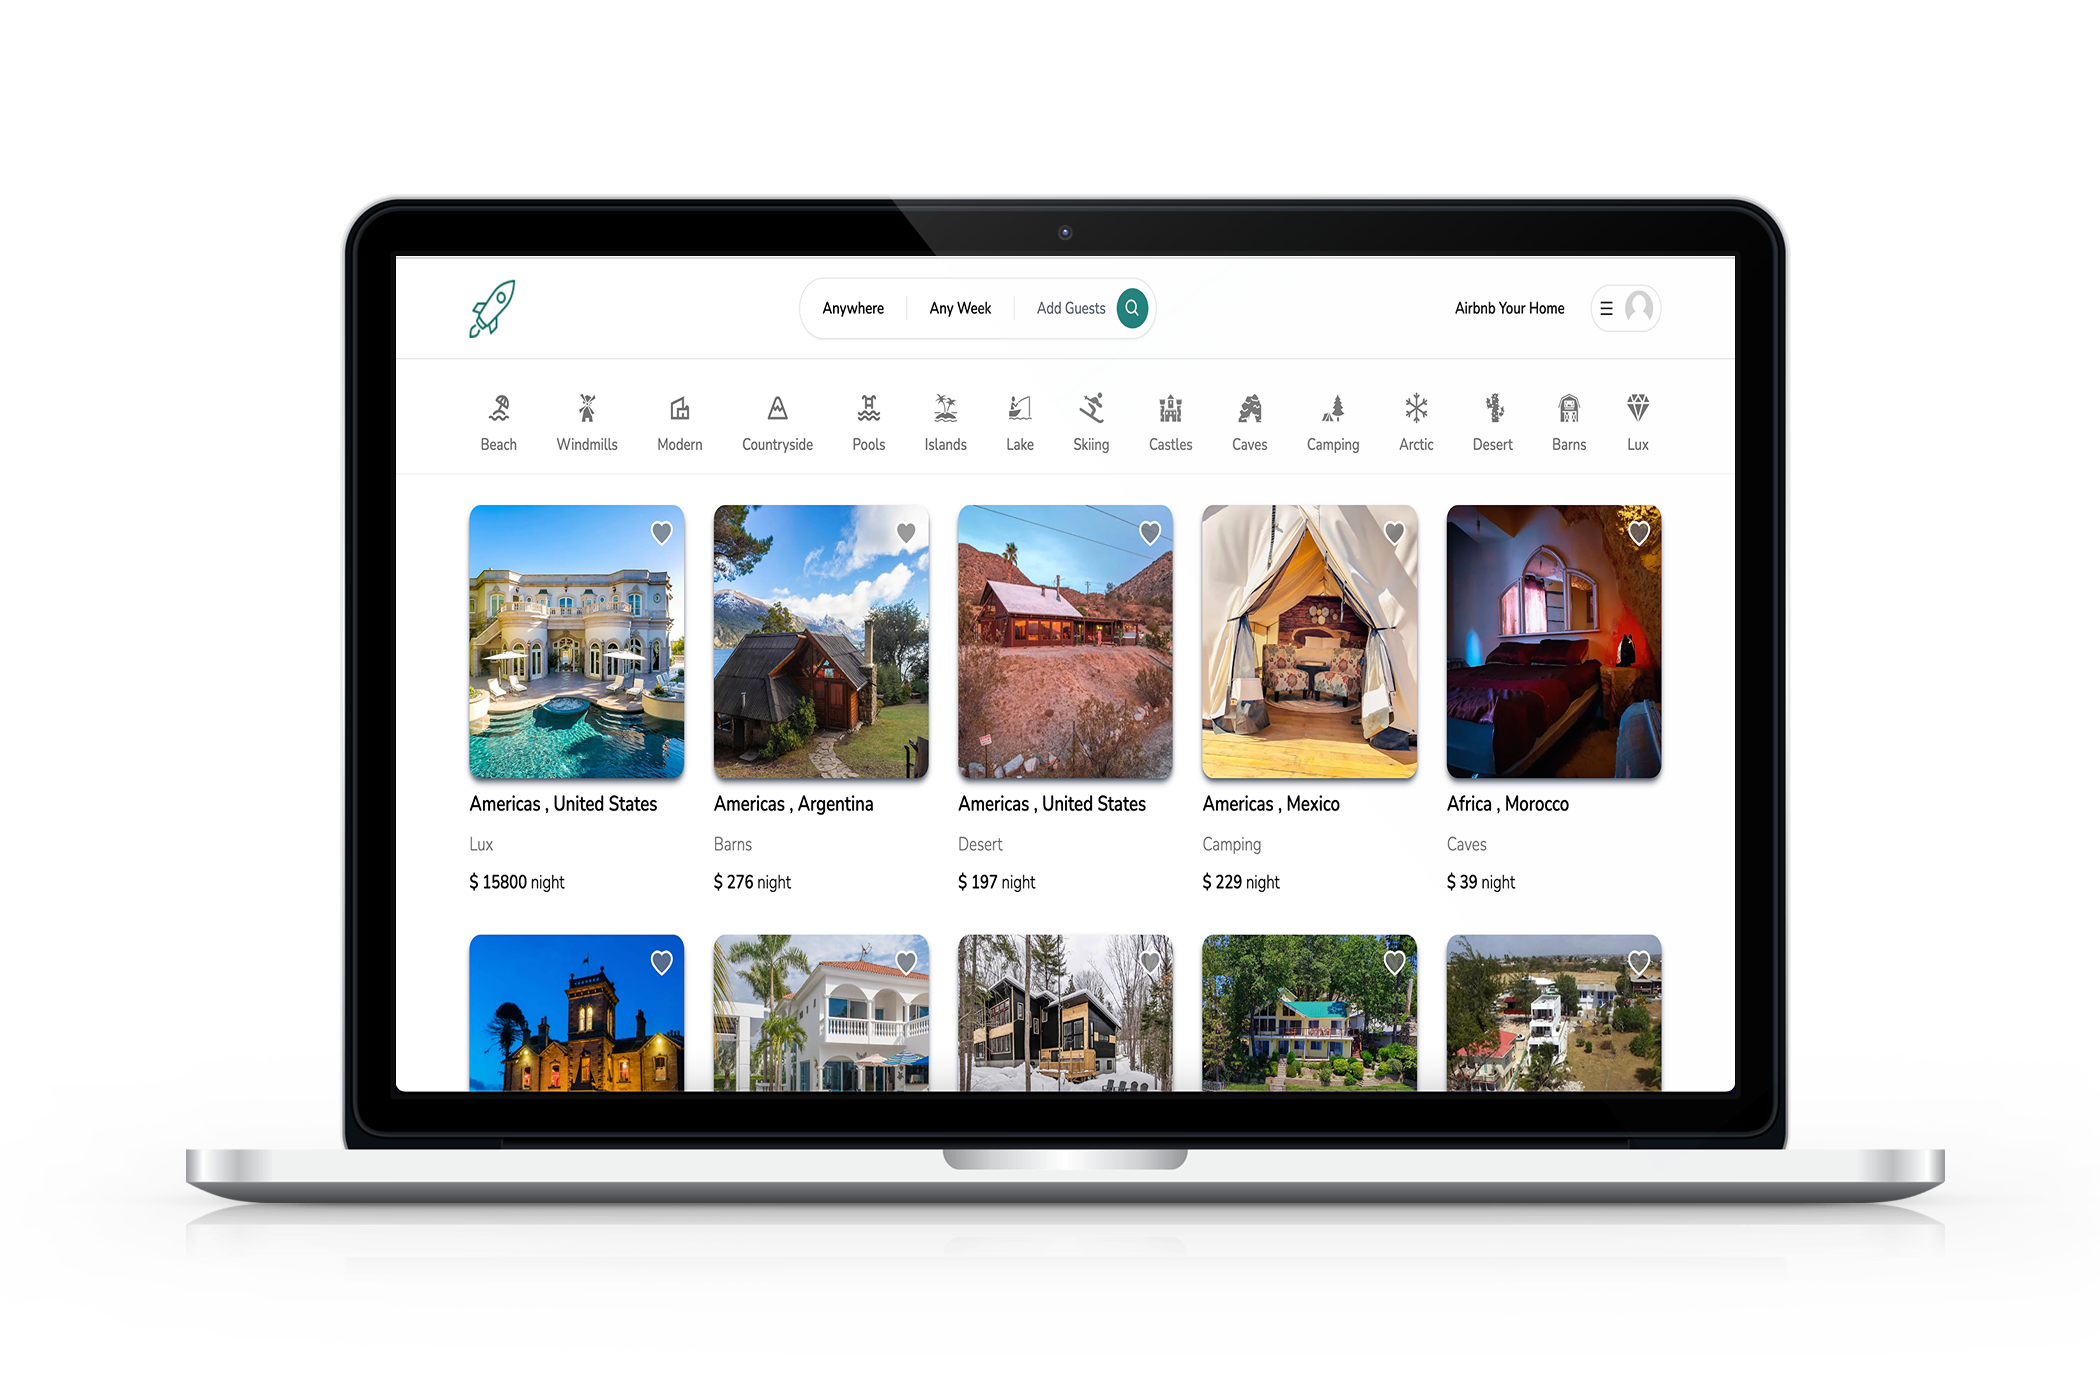 Anywhere Any Week Add Guests Airbnb Your Home
Beach Windmills Modern Countryside Pools Islands Lake Skiing Castles Caves Camping Arctic Desert Barns Lux
Americas , United States
Lux
$ 15800 night
Americas , Argentina
Barns
$ 276 night
Americas , United States
Desert
$ 197 night
Americas , Mexico
Camping
$ 229 night
Africa , Morocco
Caves
$ 39 night